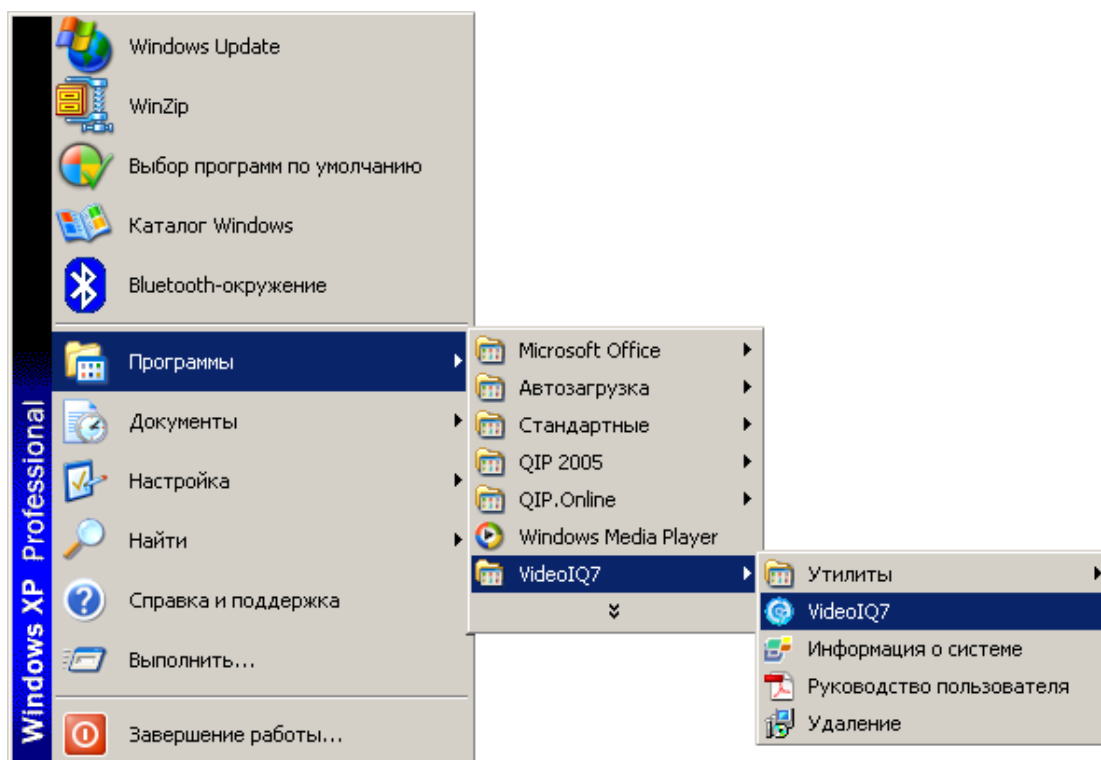 Windows Update
WinZip
Выбор программ по умолчанию
Каталог Windows
Bluetooth-окружение
Программы
Документы
Настройка
Найти
Справка и поддержка
Выполнить...
Завершение работы...
Windows XP Professional
Microsoft Office
Автозагрузка
Стандартные
QIP 2005
QIP.Online
Windows Media Player
VideoIQ7
Утилиты
VideoIQ7
Информация о системе
Руководство пользователя
Удаление